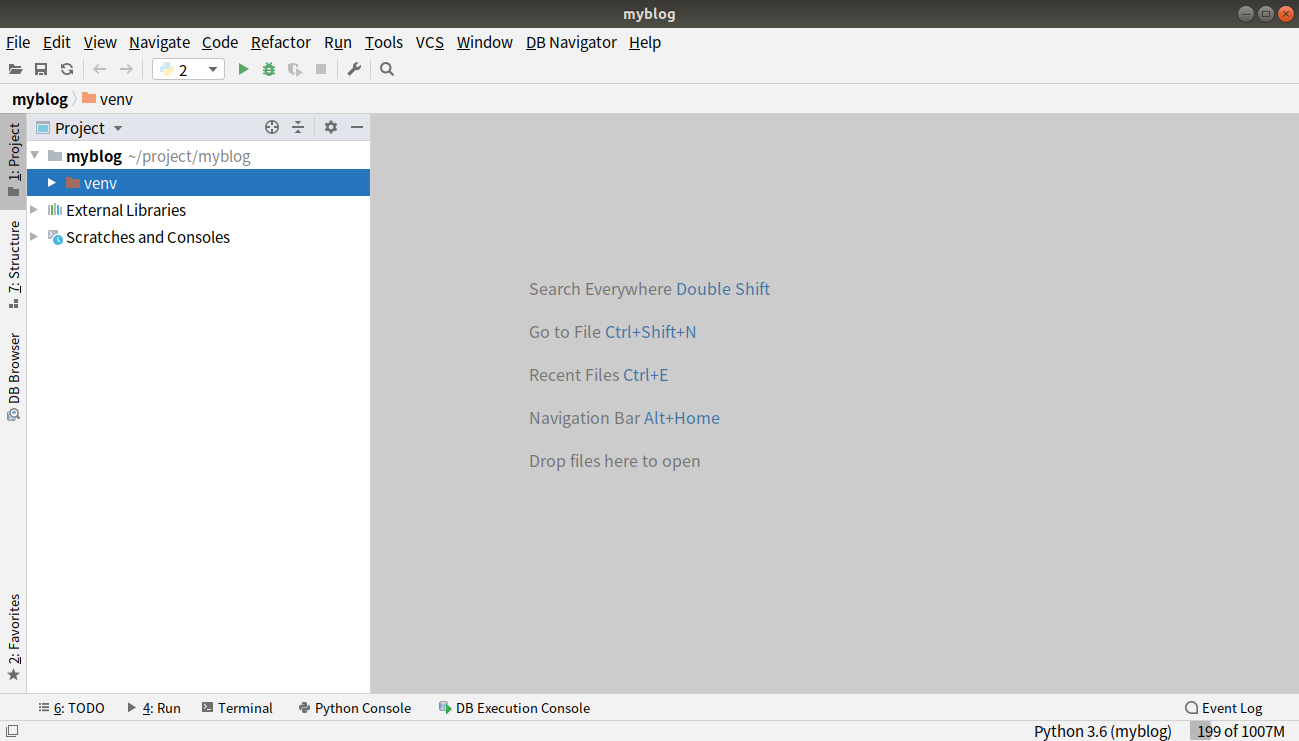 myblog
File Edit View Navigate Code Refactor Run Tools VCS Window DB Navigator Help
2
myblog venv
Project
myblog ~/project/myblog
venv
External Libraries
Scratches and Consoles
1: Project
7: Structure
DB Browser
2: Favorites
Search Everywhere Double Shift
Go to File Ctrl+Shift+N
Recent Files Ctrl+E
Navigation Bar Alt+Home
Drop files here to open
6: TODO 4: Run Terminal Python Console DB Execution Console Event Log
Python 3.6 (myblog) 199 of 1007M